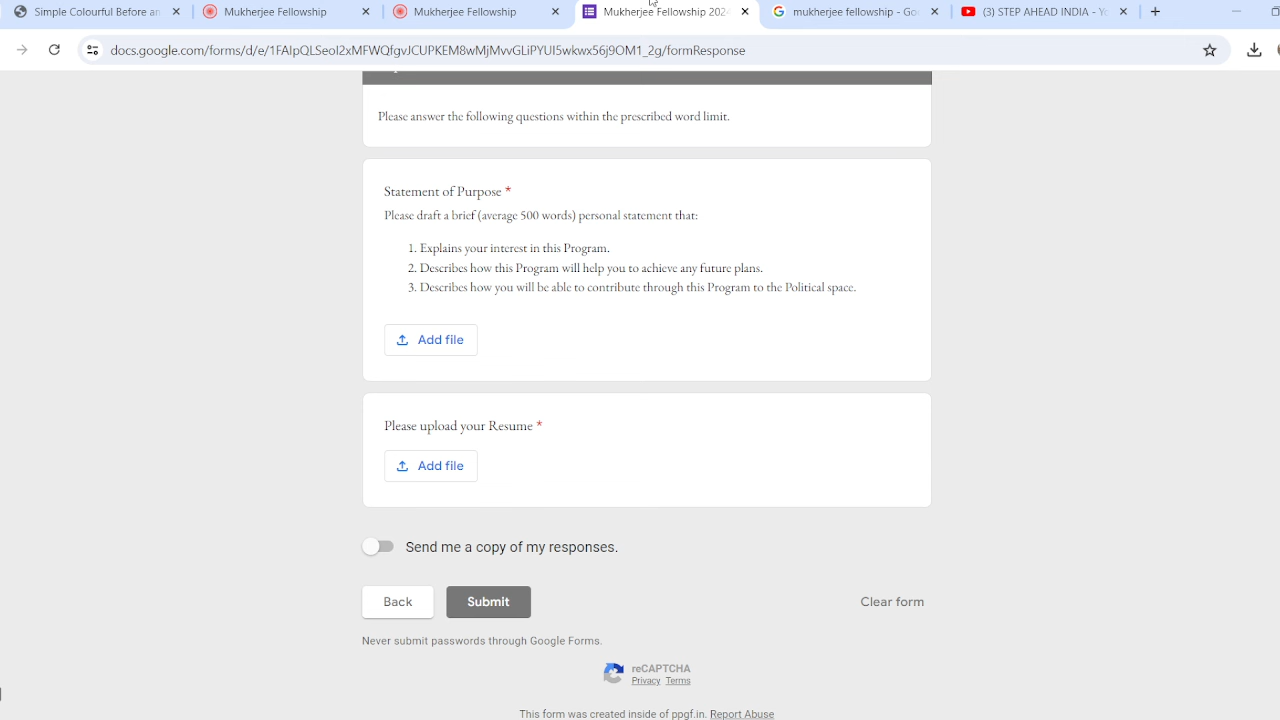 Simple Colourful Before an
Mukherjee Fellowship
Mukherjee Fellowship
Mukherjee Fellowship 2024
mukherjee fellowship - Goo
(3) STEP AHEAD INDIA - Yo
docs.google.com/forms/d/e/1FAIpQLSeoI2xMFWQfgvJCUPKEM8wMjMvvGLiPYUI5wkwx56j9OM1_2g/formResponse
Please answer the following questions within the prescribed word limit.
Statement of Purpose *
Please draft a brief (average 500 words) personal statement that:
1. Explains your interest in this Program.
2. Describes how this Program will help you to achieve any future plans.
3. Describes how you will be able to contribute through this Program to the Political space.
Add file
Please upload your Resume *
Add file
Send me a copy of my responses.
Back
Submit
Clear form
Never submit passwords through Google Forms.
reCAPTCHA
Privacy Terms
This form was created inside of ppgf.in. Report Abuse